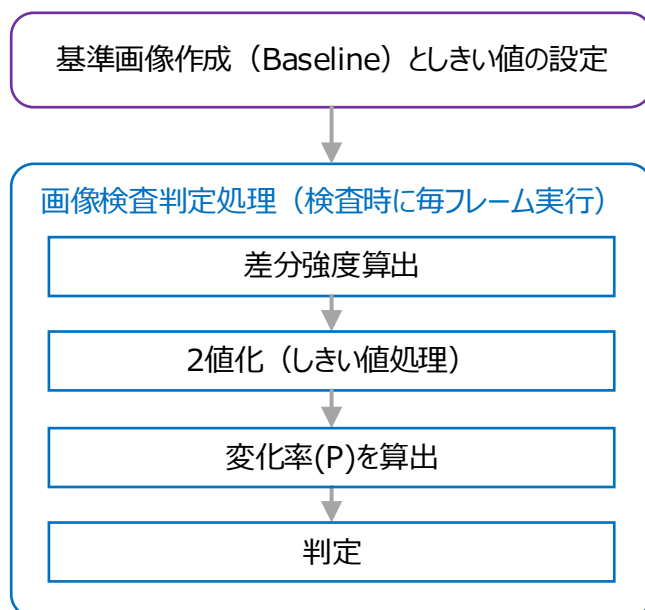 基準画像作成（Baseline）としきい値の設定
画像検査判定処理（検査時に毎フレーム実行）
差分強度算出
2値化（しきい値処理）
変化率(P)を算出
判定